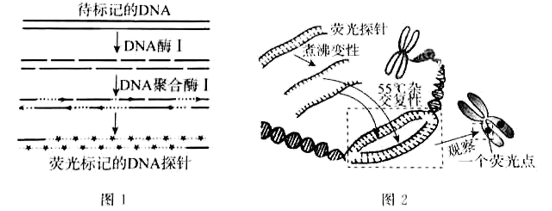 待标记的DNA
DNA酶Ⅰ
DNA聚合酶Ⅰ
荧光标记的DNA探针
图1
荧光探针
煮沸变性
55℃杂
交复性
观察
一个荧光点
图2